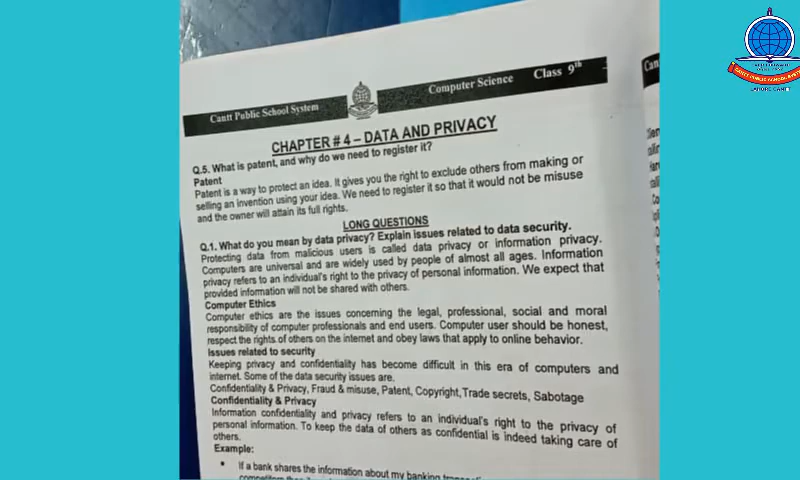 Cantt Public School System
Computer Science Class 9th
CHAPTER # 4 – DATA AND PRIVACY
Q.5. What is patent, and why do we need to register it?
Patent
Patent is a way to protect an idea. It gives you the right to exclude others from making or
selling an invention using your idea. We need to register it so that it would not be misuse
and the owner will attain its full rights.
LONG QUESTIONS
Q.1. What do you mean by data privacy? Explain issues related to data security.
Protecting data from malicious users is called data privacy or information privacy.
Computers are universal and are widely used by people of almost all ages. Information
privacy refers to an individual's right to the privacy of personal information. We expect that
provided information will not be shared with others.
Computer Ethics
Computer ethics are the issues concerning the legal, professional, social and moral
responsibility of computer professionals and end users. Computer user should be honest,
respect the rights of others on the internet and obey laws that apply to online behavior.
Issues related to security
Keeping privacy and confidentiality has become difficult in this era of computers and
internet. Some of the data security issues are.
Confidentiality & Privacy, Fraud & misuse, Patent, Copyright, Trade secrets, Sabotage
Confidentiality & Privacy
Information confidentiality and privacy refers to an individual's right to the privacy of
personal information. To keep the data of others as confidential is indeed taking care of
others.
Example:
• If a bank shares the information about my banking
Can
CANTT PUBLIC SCHOOL SYSTEM
LAHORE CANTT